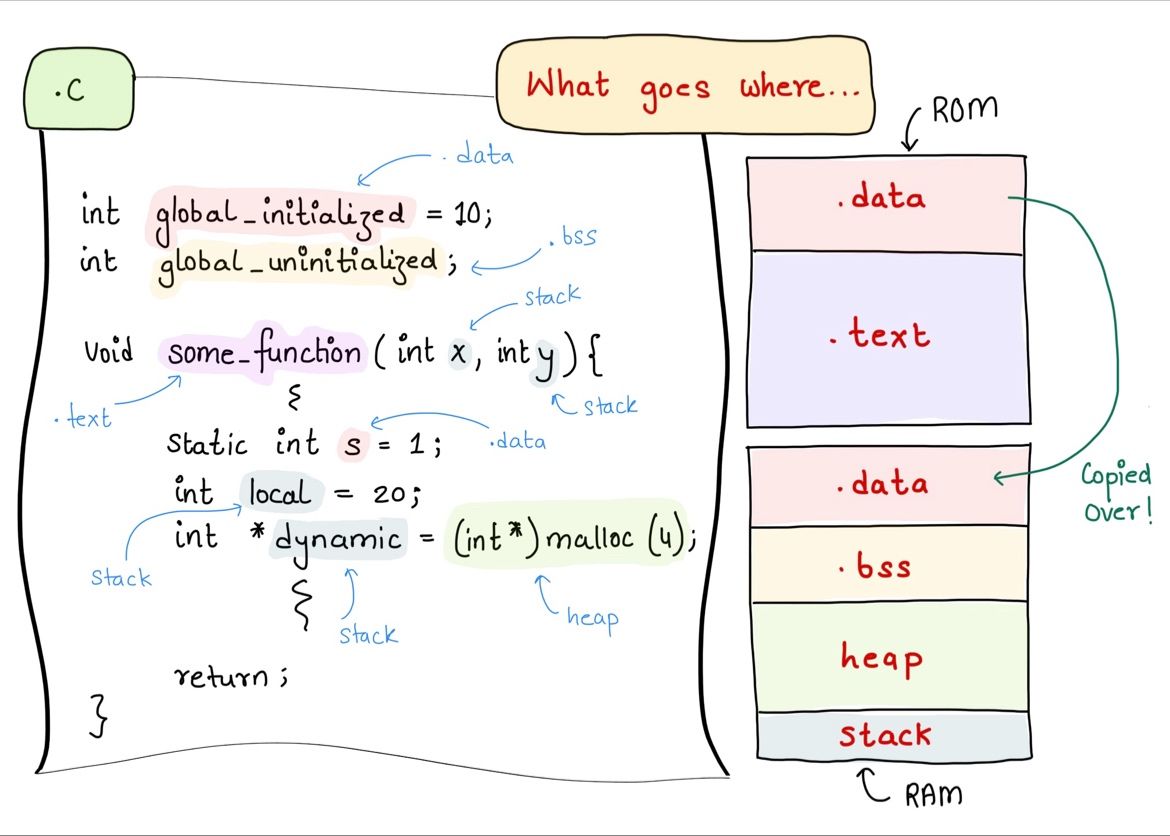 .C
What goes where...
ROM
.data
int global_initialized = 10;
.bss
int global_uninitialized;
stack
void some_function (int x, int y) {
.text
stack
static int s = 1;
.data
int local = 20;
int *dynamic = (int*) malloc (4);
stack
stack
heap
return;
}
.data
.text
.data
Copied
over!
.bss
heap
stack
RAM